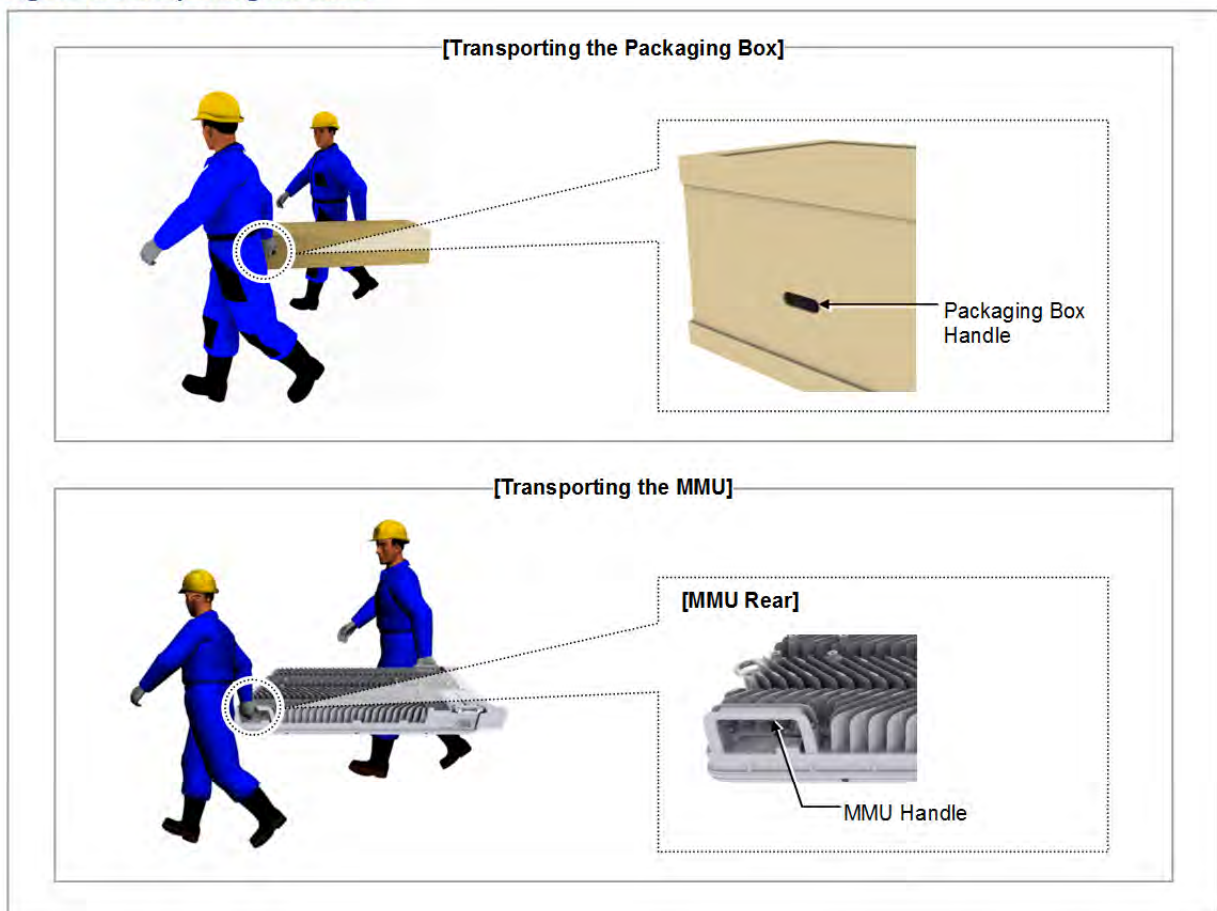 [Transporting the Packaging Box]
Packaging Box
Handle
[Transporting the MMU]
[MMU Rear]
MMU Handle